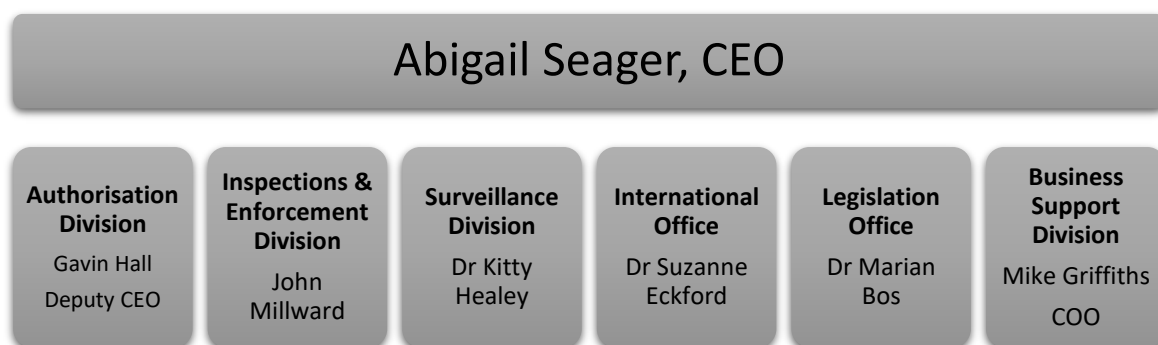 Abigail Seager, CEO
Authorisation
Division
Gavin Hall
Deputy CEO
Inspections &
Enforcement
Division
John
Millward
Surveillance
Division
Dr Kitty
Healey
International
Office
Dr Suzanne
Eckford
Legislation
Office
Dr Marian
Bos
Business
Support
Division
Mike Griffiths
COO